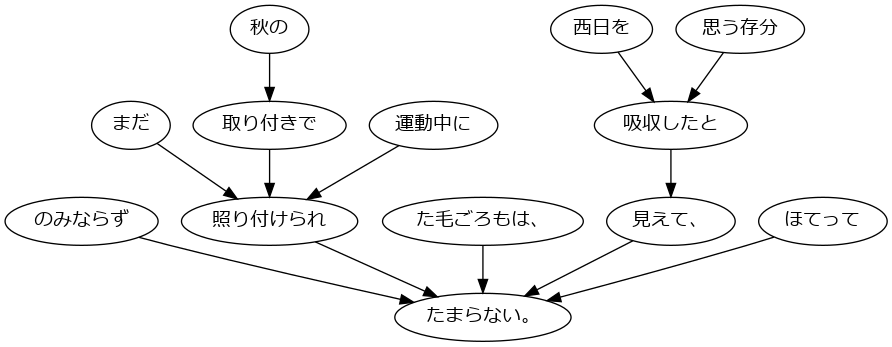 秋の
西日を
思う存分
まだ
取り付きで
運動中に
吸収したと
のみならず
照り付けられ
た毛ごろもは、
見えて、
ほてって
たまらない。